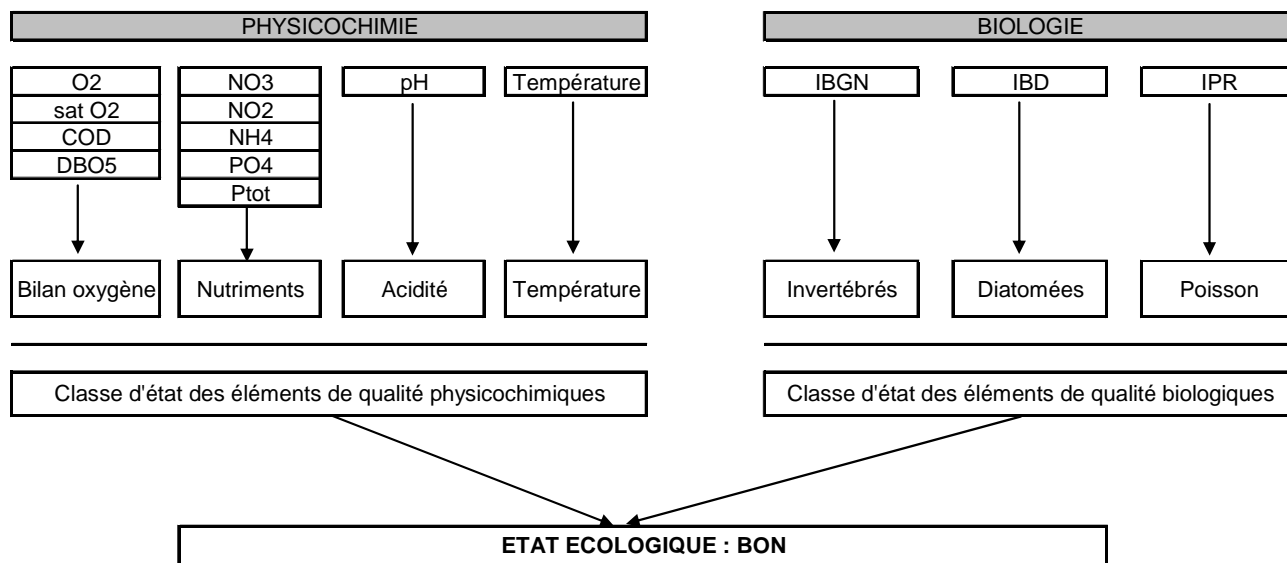 PHYSICOCHIMIE
BIOLOGIE
O2
sat O2
COD
DBO5
NO3
NO2
NH4
PO4
Ptot
pH
Température
IBGN
IBD
IPR
Bilan oxygène
Nutriments
Acidité
Température
Invertébrés
Diatomées
Poisson
Classe d'état des éléments de qualité physicochimiques
Classe d'état des éléments de qualité biologiques
ETAT ECOLOGIQUE : BON